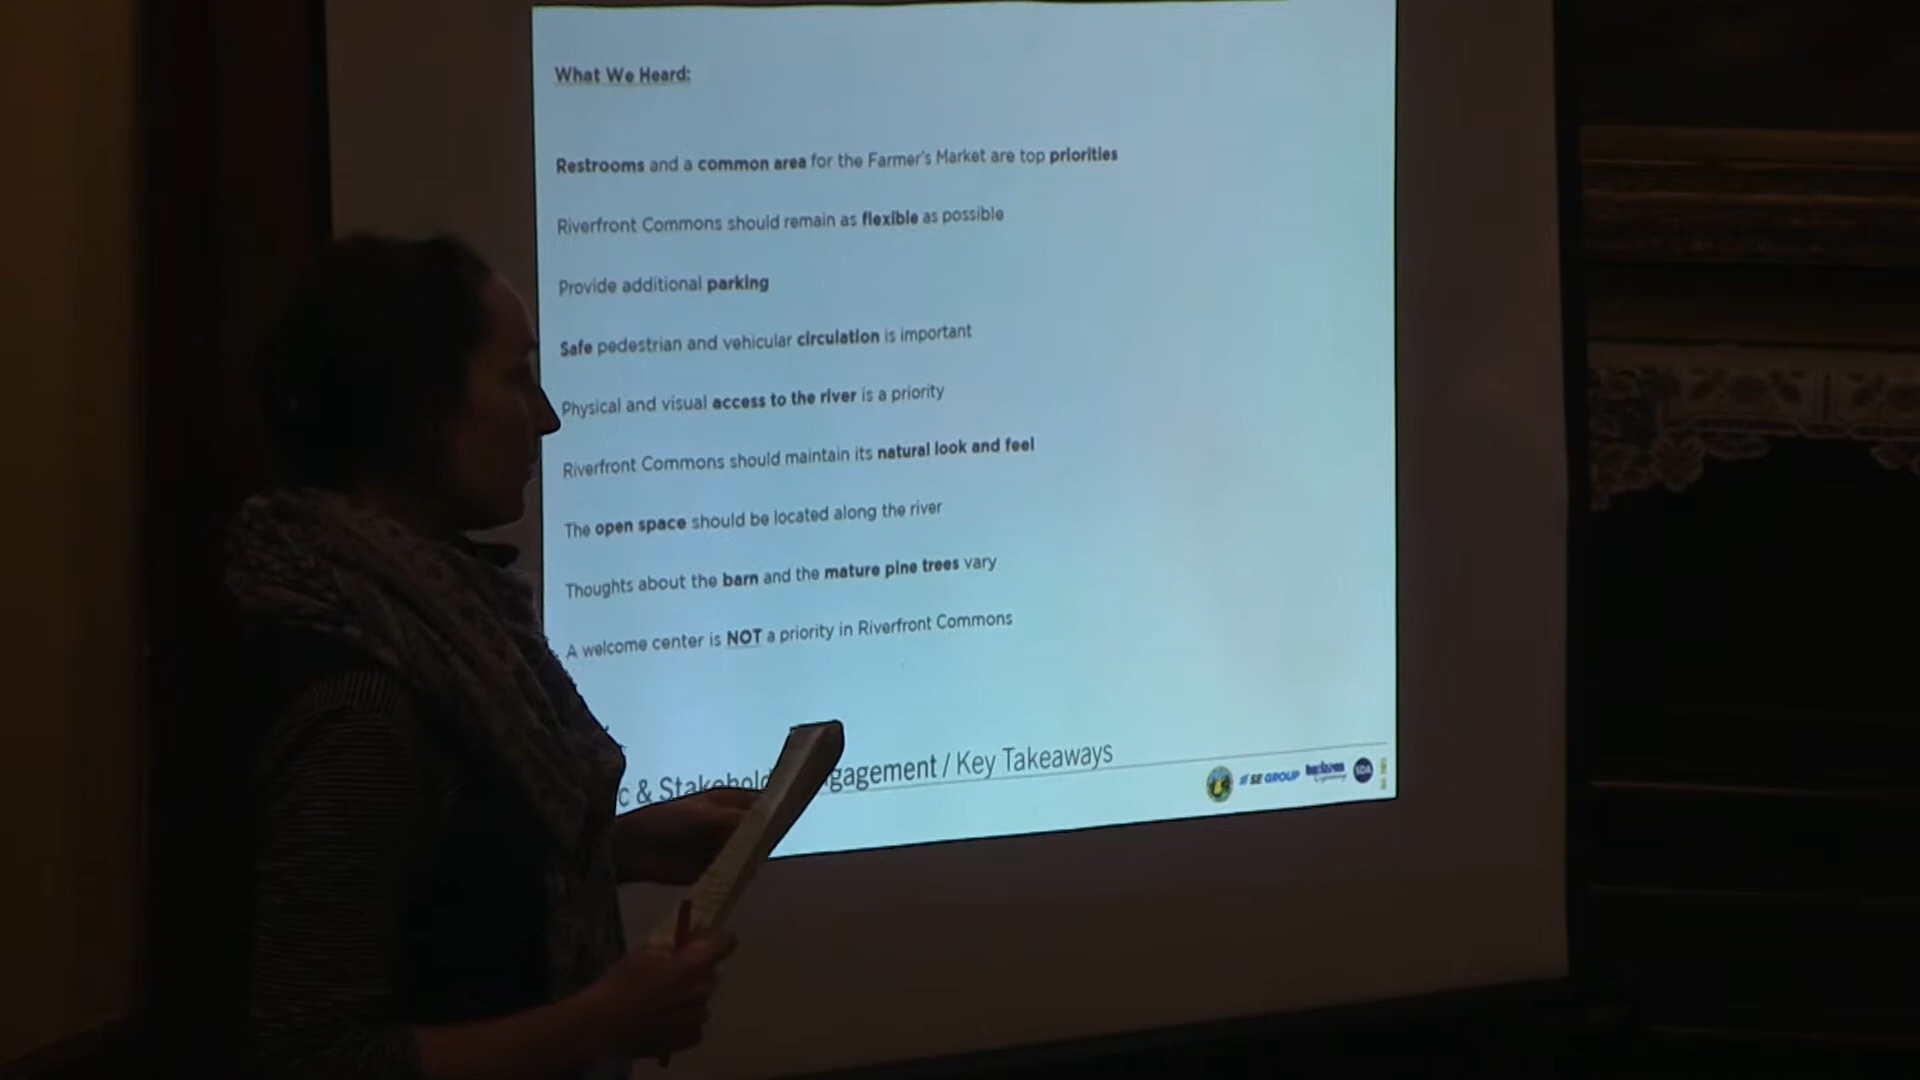 What We Heard:
Restrooms and a common area for the Farmer's Market are top priorities
Riverfront Commons should remain as flexible as possible
Provide additional parking
Safe pedestrian and vehicular circulation is important
Physical and visual access to the river is a priority
Riverfront Commons should maintain its natural look and feel
The open space should be located along the river
Thoughts about the barn and the mature pine trees vary
A welcome center is NOT a priority in Riverfront Commons
c & Stakehold gagement / Key Takeaways
SE GROUP